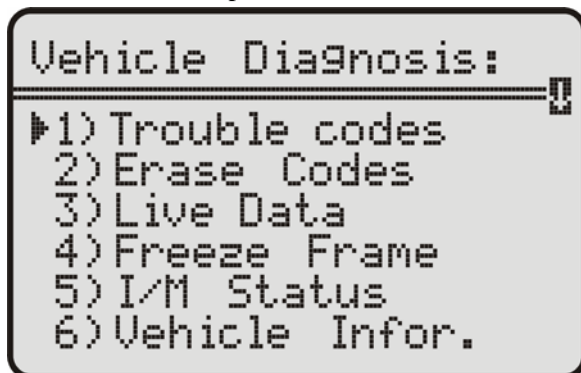 Vehicle Diagnosis:
1) Trouble codes
2) Erase Codes
3) Live Data
4) Freeze Frame
5) I/M Status
6) Vehicle Infor.